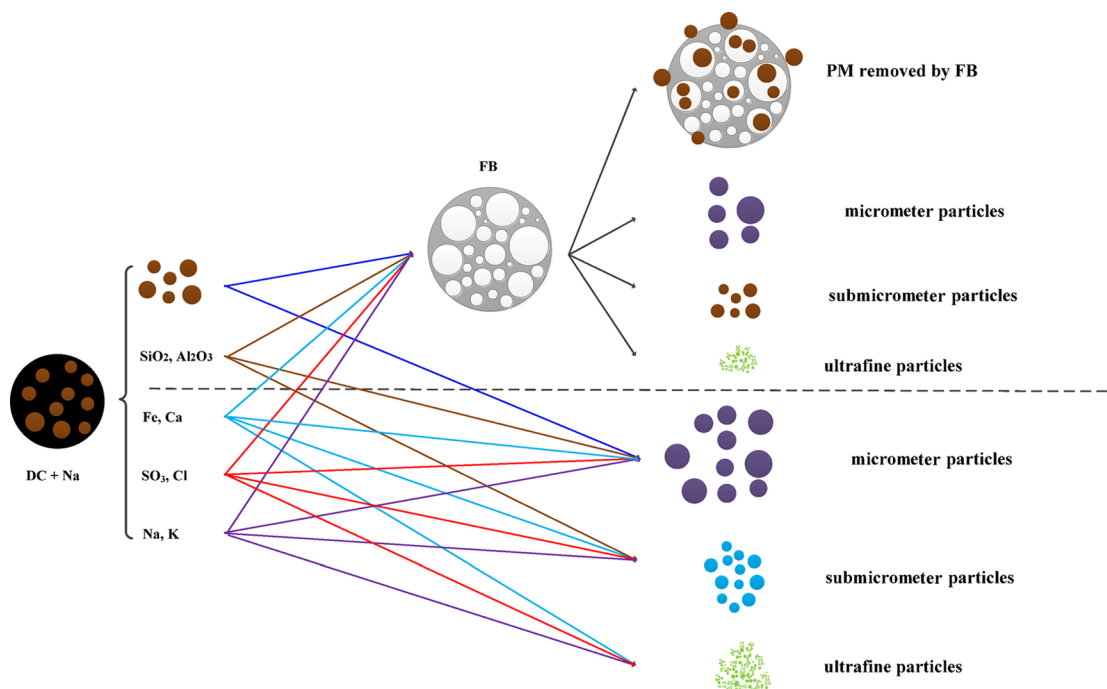 PM removed by FB
FB
micrometer particles
submicrometer particles
SiO2, Al2O3
ultrafine particles
Fe, Ca
micrometer particles
DC + Na
SO3, Cl
Na, K
submicrometer particles
ultrafine particles